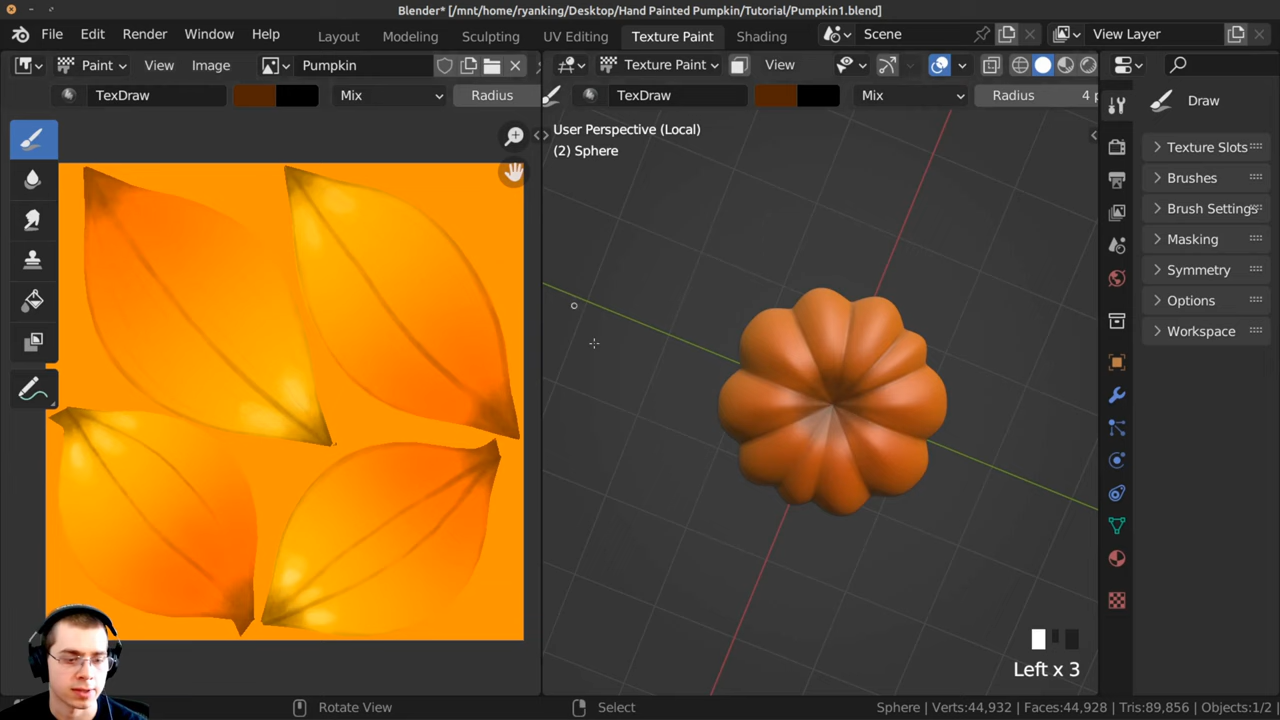 Blender* [/mnt/home/ryanking/Desktop/Hand Painted Pumpkin/Tutorial/Pumpkin1.blend]
File Edit Render Window Help Layout Modeling Sculpting UV Editing Texture Paint Shading Scene View Layer
Paint View Image Pumpkin Texture Paint View
TexDraw Mix Radius TexDraw Mix Radius 4 p Draw
User Perspective (Local)
(2) Sphere
Texture Slots
Brushes
Brush Settings
Masking
Symmetry
Options
Workspace
Left x 3
Rotate View Select Sphere | Verts:44,932 | Faces:44,928 | Tris:89,856 | Objects:1/2